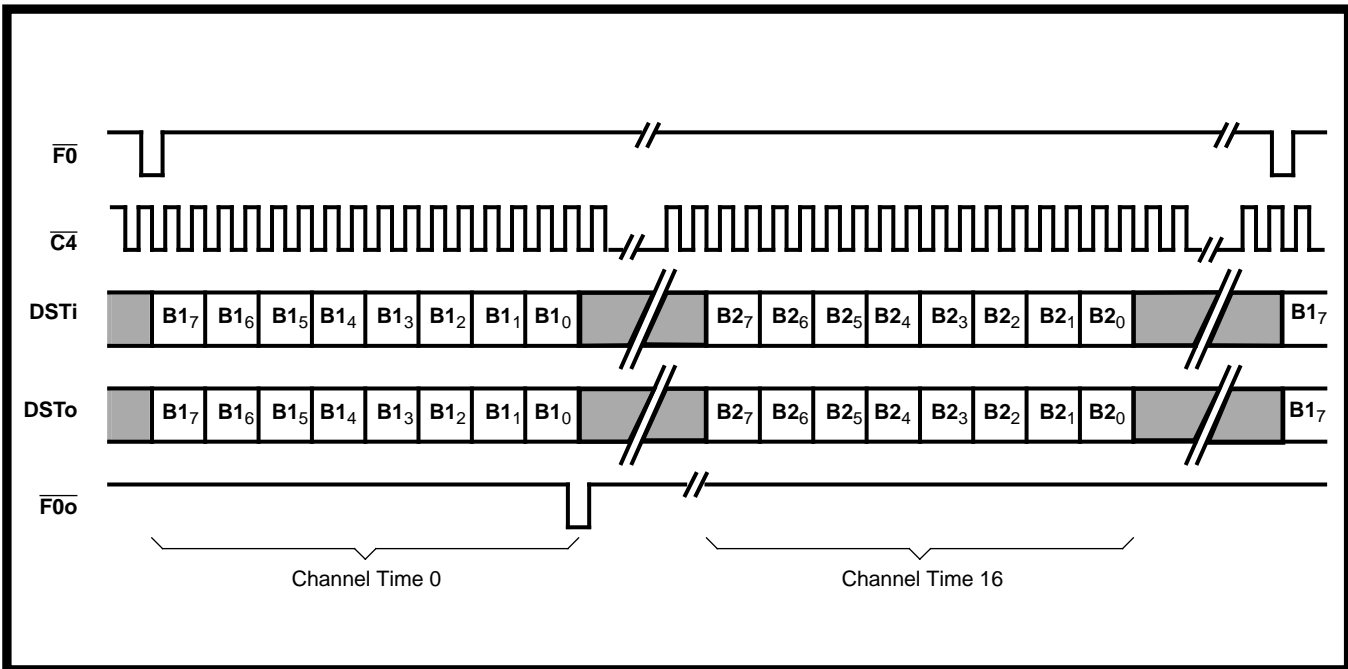 F0
C4
DSTi B17 B16 B15 B14 B13 B12 B11 B10 B27 B26 B25 B24 B23 B22 B21 B20 B17
DSTo B17 B16 B15 B14 B13 B12 B11 B10 B27 B26 B25 B24 B23 B22 B21 B20 B17
F0o
Channel Time 0 Channel Time 16